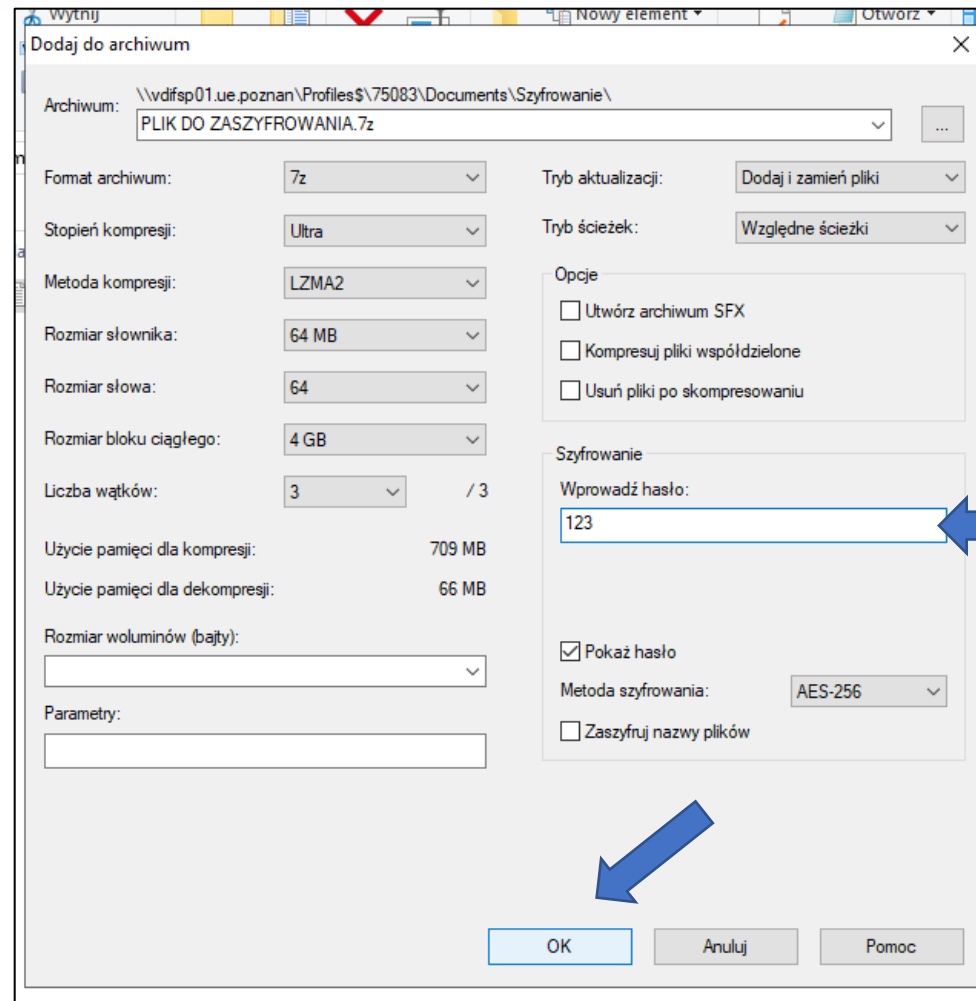 Wytnij
Nowy element
Otwórz
Dodaj do archiwum
Archiwum:
\\vdifsp01.ue.poznan\Profiles$\75083\Documents\Szyfrowanie\
PLIK DO ZASZYFROWANIA.7z
...
Format archiwum: 7z
Tryb aktualizacji: Dodaj i zamień pliki
Stopień kompresji: Ultra
Tryb ścieżek: Względne ścieżki
Metoda kompresji: LZMA2
Opcje
Utwórz archiwum SFX
Rozmiar słownika: 64 MB
Kompresuj pliki współdzielone
Rozmiar słowa: 64
Usuń pliki po skompresowaniu
Rozmiar bloku ciągłego: 4 GB
Szyfrowanie
Liczba wątków: 3 / 3
Wprowadź hasło:
123
Użycie pamięci dla kompresji: 709 MB
Użycie pamięci dla dekompresji: 66 MB
Rozmiar woluminów (bajty):
Pokaż hasło
Metoda szyfrowania: AES-256
Parametry:
Zaszyfruj nazwy plików
OK
Anuluj
Pomoc